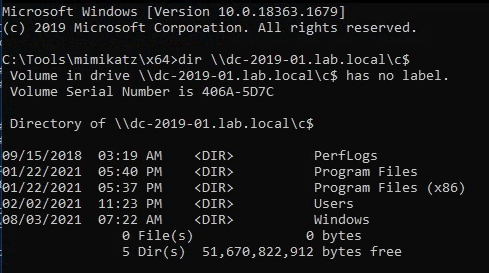 Microsoft Windows [Version 10.0.18363.1679]
(c) 2019 Microsoft Corporation. All rights reserved.
C:\Tools\mimikatz\x64>dir \\dc-2019-01.lab.local\c$
 Volume in drive \\dc-2019-01.lab.local\c$ has no label.
 Volume Serial Number is 406A-5D7C
 Directory of \\dc-2019-01.lab.local\c$
09/15/2018  03:19 AM    <DIR>          PerfLogs
01/22/2021  05:40 PM    <DIR>          Program Files
01/22/2021  05:37 PM    <DIR>          Program Files (x86)
02/02/2021  11:23 PM    <DIR>          Users
08/03/2021  07:22 AM    <DIR>          Windows
               0 File(s)              0 bytes
               5 Dir(s)  51,670,822,912 bytes free